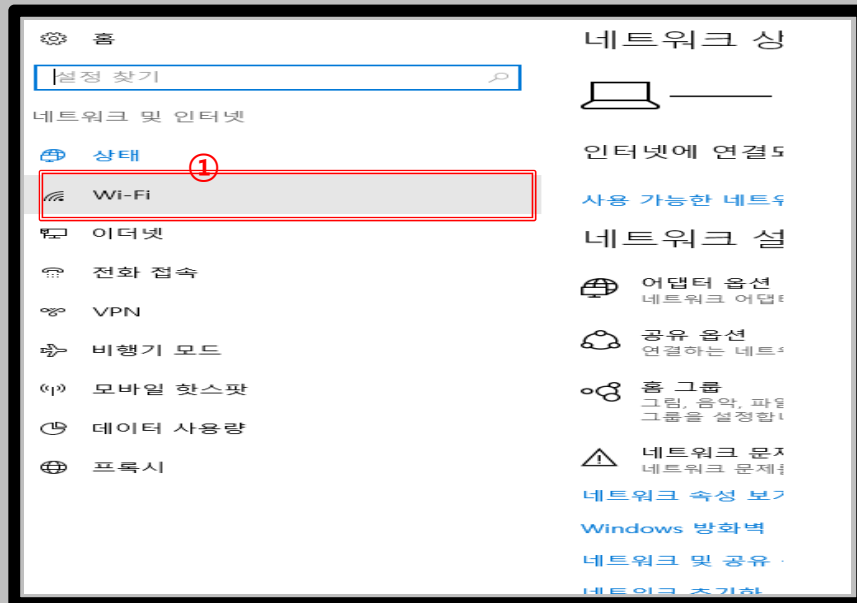 홈
설정 찾기
네트워크 및 인터넷
상태
①
Wi-Fi
이더넷
전화 접속
VPN
비행기 모드
모바일 핫스팟
데이터 사용량
프록시
네트워크 상
인터넷에 연결
사용 가능한 네트
네트워크 설
어댑터 옵션
네트워크 어댑
공유 옵션
연결하는 네트
홈 그룹
그림, 음악, 파일
그룹을 설정합
네트워크 문
네트워크 문제
네트워크 속성 보기
Windows 방화벽
네트워크 및 공유
네트워크 초기화